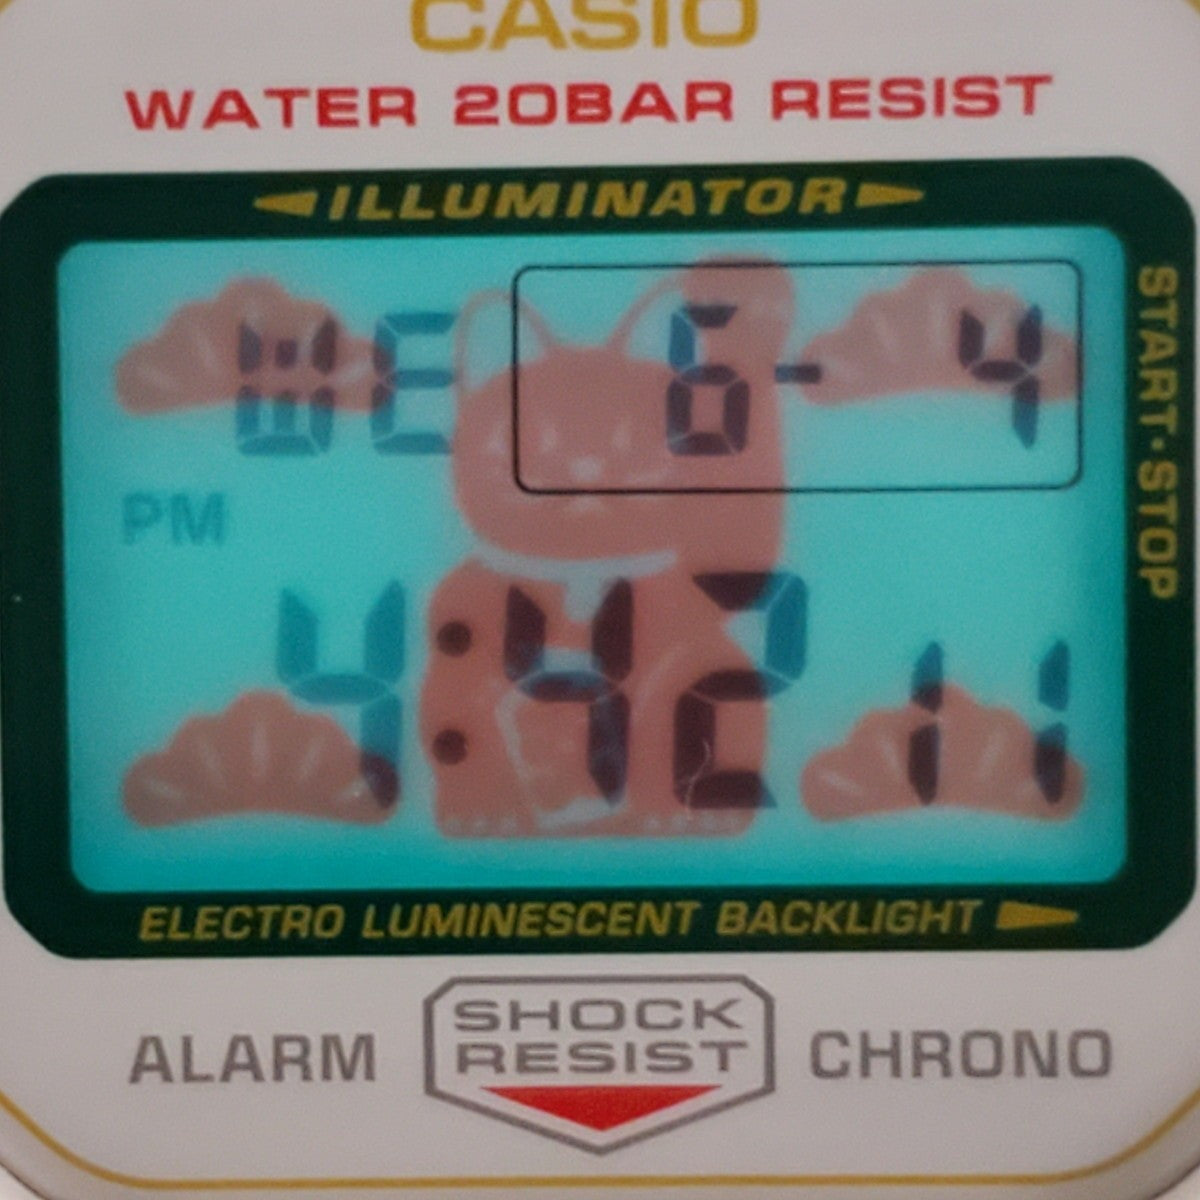 CASIO
WATER 20BAR RESIST
ILLUMINATOR
WE 6-4
PM
4:42 11
START·STOP
ELECTRO LUMINESCENT BACKLIGHT
ALARM SHOCK RESIST CHRONO